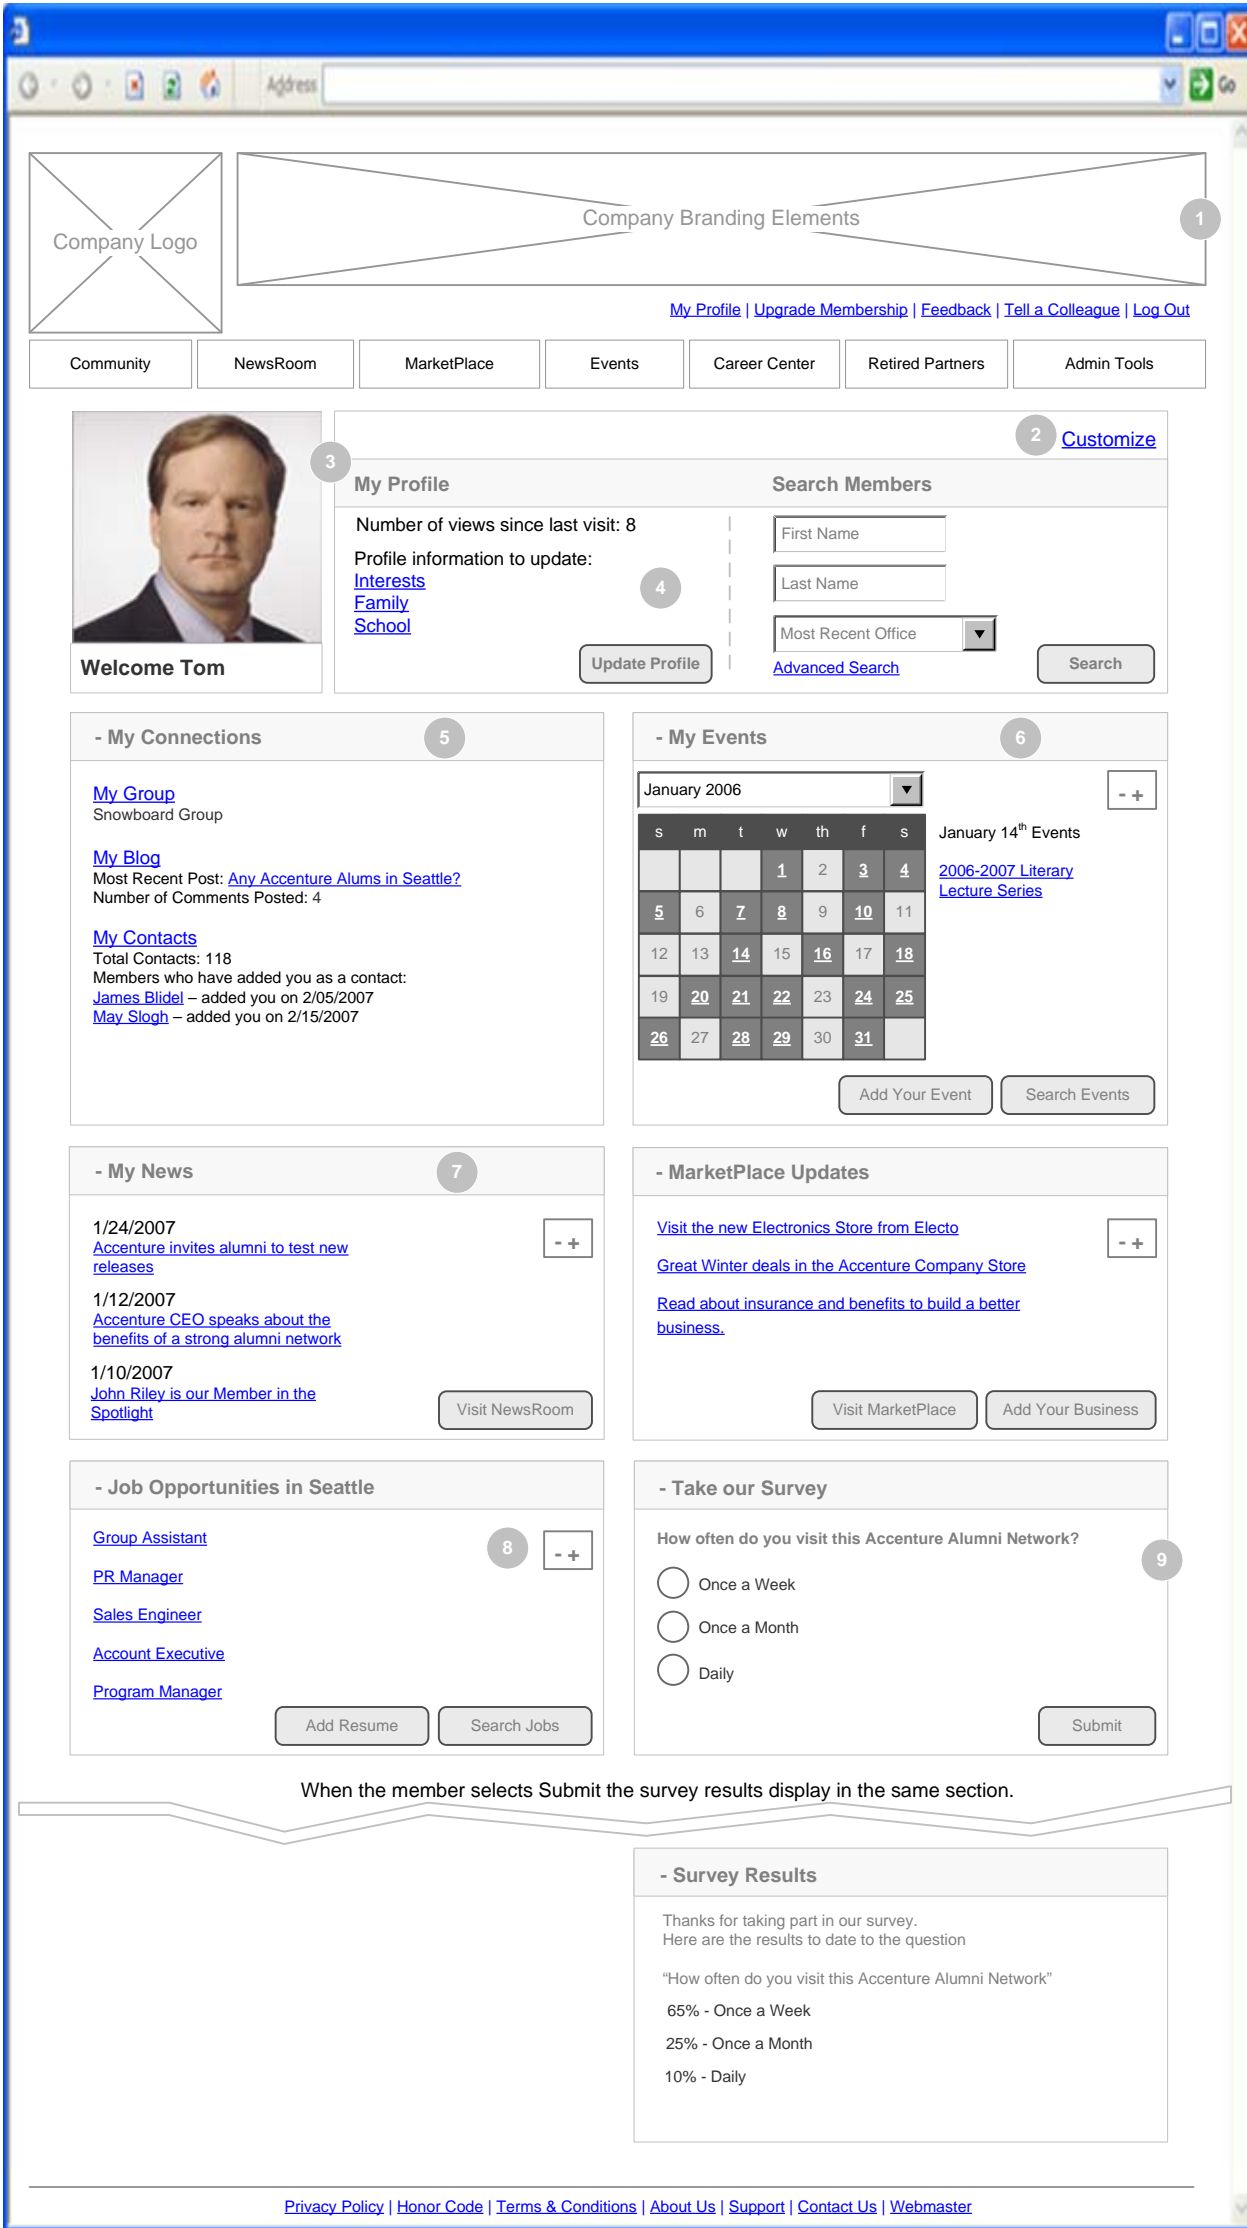 Address
Go
Company Logo
Company Branding Elements
1
My Profile | Upgrade Membership | Feedback | Tell a Colleague | Log Out
Community NewsRoom MarketPlace Events Career Center Retired Partners Admin Tools
2 Customize
3
My Profile
Number of views since last visit: 8
Profile information to update:
Interests
Family
School
4
Update Profile
Search Members
First Name
Last Name
Most Recent Office
Advanced Search
Search
Welcome Tom
- My Connections 5
My Group
Snowboard Group
My Blog
Most Recent Post: Any Accenture Alums in Seattle?
Number of Comments Posted: 4
My Contacts
Total Contacts: 118
Members who have added you as a contact:
James Blidel – added you on 2/05/2007
May Slogh – added you on 2/15/2007
- My Events 6
January 2006
- +
s m t w th f s
1 2 3 4
5 6 7 8 9 10 11
12 13 14 15 16 17 18
19 20 21 22 23 24 25
26 27 28 29 30 31
January 14th Events
2006-2007 Literary
Lecture Series
Add Your Event Search Events
- My News 7
1/24/2007
Accenture invites alumni to test new
releases
- +
1/12/2007
Accenture CEO speaks about the
benefits of a strong alumni network
1/10/2007
John Riley is our Member in the
Spotlight
Visit NewsRoom
- MarketPlace Updates
Visit the new Electronics Store from Electo
- +
Great Winter deals in the Accenture Company Store
Read about insurance and benefits to build a better
business.
Visit MarketPlace Add Your Business
- Job Opportunities in Seattle
Group Assistant
8 - +
PR Manager
Sales Engineer
Account Executive
Program Manager
Add Resume Search Jobs
- Take our Survey
How often do you visit this Accenture Alumni Network?
9
Once a Week
Once a Month
Daily
Submit
When the member selects Submit the survey results display in the same section.
- Survey Results
Thanks for taking part in our survey.
Here are the results to date to the question
“How often do you visit this Accenture Alumni Network”
65% - Once a Week
25% - Once a Month
10% - Daily
Privacy Policy | Honor Code | Terms & Conditions | About Us | Support | Contact Us | Webmaster